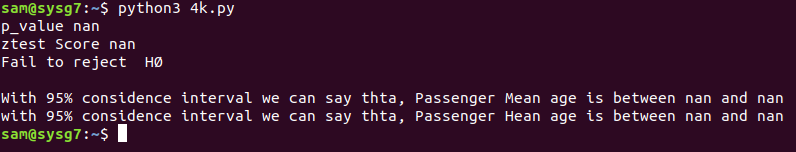 sam@sysg7:~$ python3 4k.py
p_value nan
ztest Score nan
Fail to reject  HØ
With 95% considence interval we can say thta, Passenger Mean age is between nan and nan
with 95% considence interval we can say thta, Passenger Hean age is between nan and nan
sam@sysg7:~$